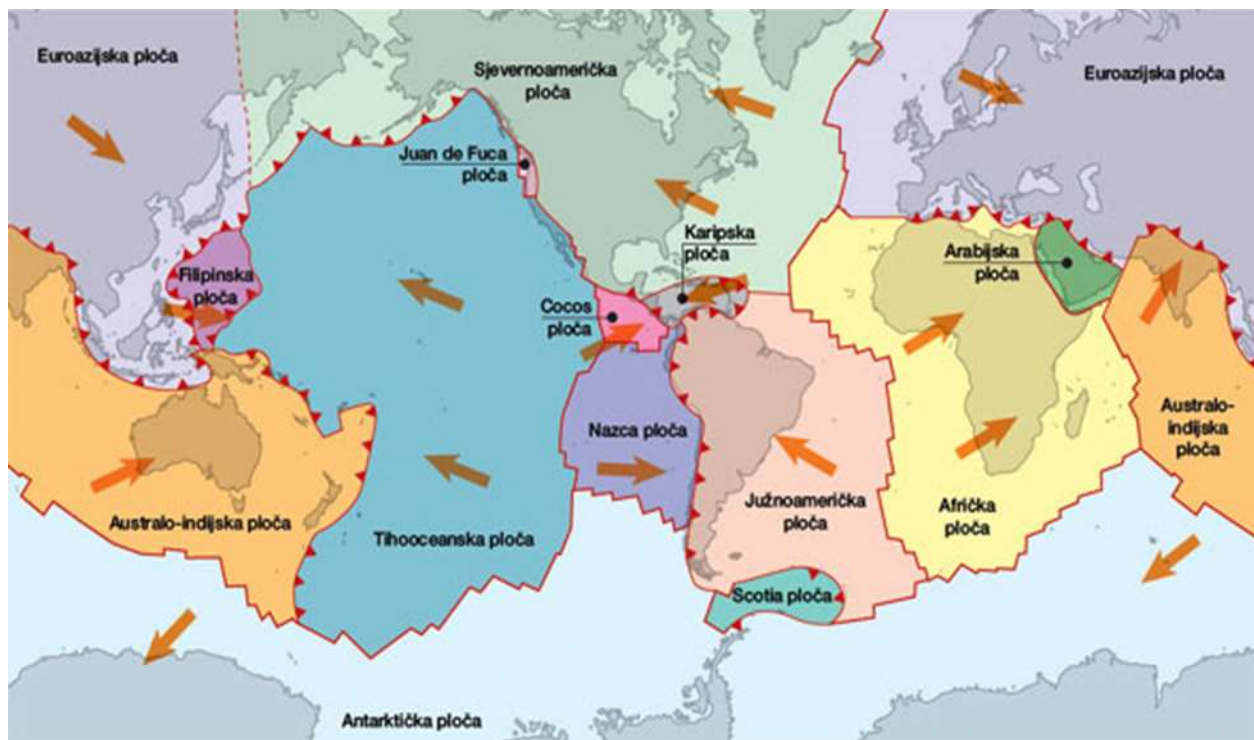 Euroazijska ploča
Sjevernoamerička
ploča
Euroazijska ploča
Juan de Fuca
ploča
Karipska
ploča
Arabijska
ploča
Filipinska
ploča
Cocos
ploča
Nazca ploča
Australo-
indijska
ploča
Južnoamerička
ploča
Afrička
ploča
Australo-indijska ploča
Tihooceanska ploča
Scotia ploča
Antarktička ploča